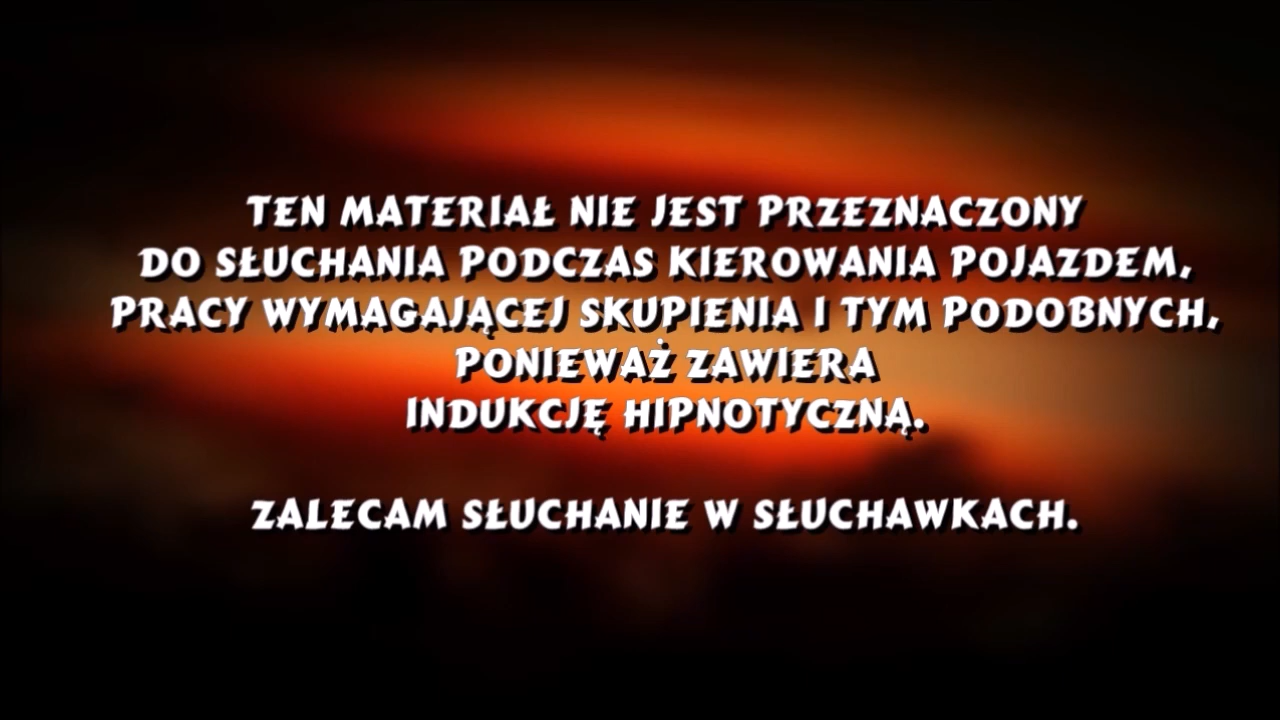 TEN MATERIAŁ NIE JEST PRZEZNACZONY
DO SŁUCHANIA PODCZAS KIEROWANIA POJAZDEM,
PRACY WYMAGAJĄCEJ SKUPIENIA I TYM PODOBNYCH,
PONIEWAŻ ZAWIERA
INDUKCJĘ HIPNOTYCZNĄ.
ZALECAM SŁUCHANIE W SŁUCHAWKACH.